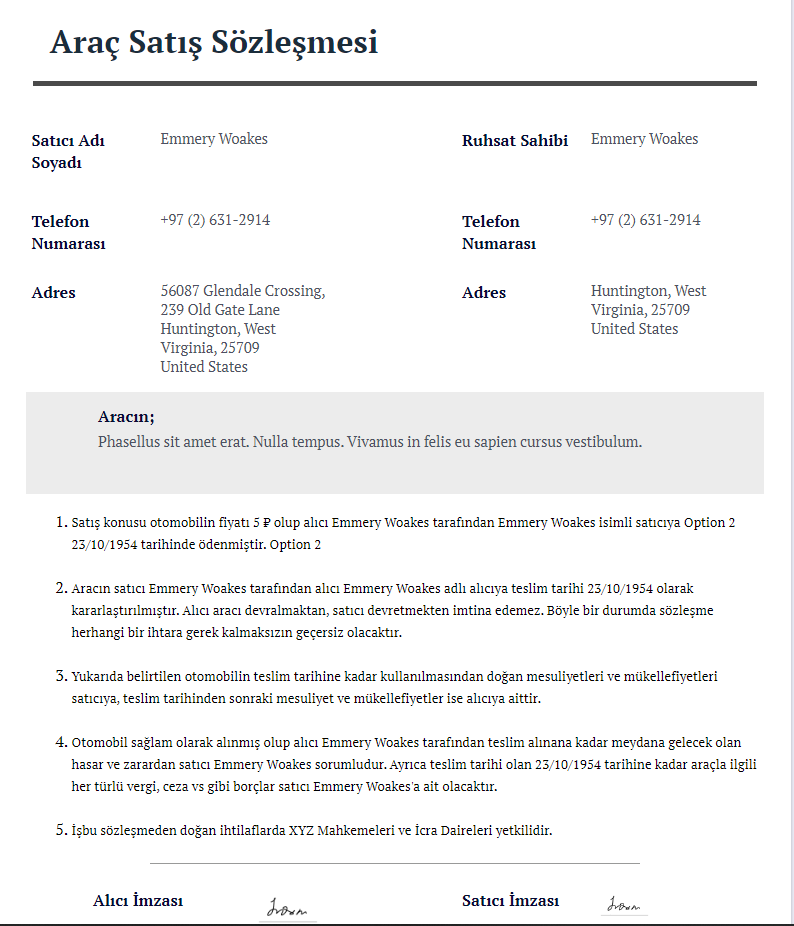 Araç Satış Sözleşmesi
Satıcı Adı Soyadı
Emmery Woakes
Ruhsat Sahibi
Emmery Woakes
Telefon Numarası
+97 (2) 631-2914
Telefon Numarası
+97 (2) 631-2914
Adres
56087 Glendale Crossing,
239 Old Gate Lane
Huntington, West
Virginia, 25709
United States
Adres
Huntington, West
Virginia, 25709
United States
Aracın;
Phasellus sit amet erat. Nulla tempus. Vivamus in felis eu sapien cursus vestibulum.
1. Satış konusu otomobilin fiyatı 5 ₽ olup alıcı Emmery Woakes tarafından Emmery Woakes isimli satıcıya Option 2
23/10/1954 tarihinde ödenmiştir. Option 2
2. Aracın satıcı Emmery Woakes tarafından alıcı Emmery Woakes adlı alıcıya teslim tarihi 23/10/1954 olarak
kararlaştırılmıştır. Alıcı aracı devralmaktan, satıcı devretmekten imtina edemez. Böyle bir durumda sözleşme
herhangi bir ihtara gerek kalmaksızın geçersiz olacaktır.
3. Yukarıda belirtilen otomobilin teslim tarihine kadar kullanılmasından doğan mesuliyetleri ve mükellefiyetleri
satıcıya, teslim tarihinden sonraki mesuliyet ve mükellefiyetler ise alıcıya aittir.
4. Otomobil sağlam olarak alınmış olup alıcı Emmery Woakes tarafından teslim alınana kadar meydana gelecek olan
hasar ve zarardan satıcı Emmery Woakes sorumludur. Ayrıca teslim tarihi olan 23/10/1954 tarihine kadar araçla ilgili
her türlü vergi, ceza vs gibi borçlar satıcı Emmery Woakes'a ait olacaktır.
5. İşbu sözleşmeden doğan ihtilaflarda XYZ Mahkemeleri ve İcra Daireleri yetkilidir.
Alıcı İmzası
Satıcı İmzası